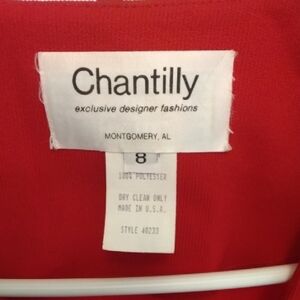 Chantilly
exclusive designer fashions
MONTGOMERY, AL
8
100% POLYESTER
DRY CLEAN ONLY
MADE IN U.S.A.
STYLE 40233